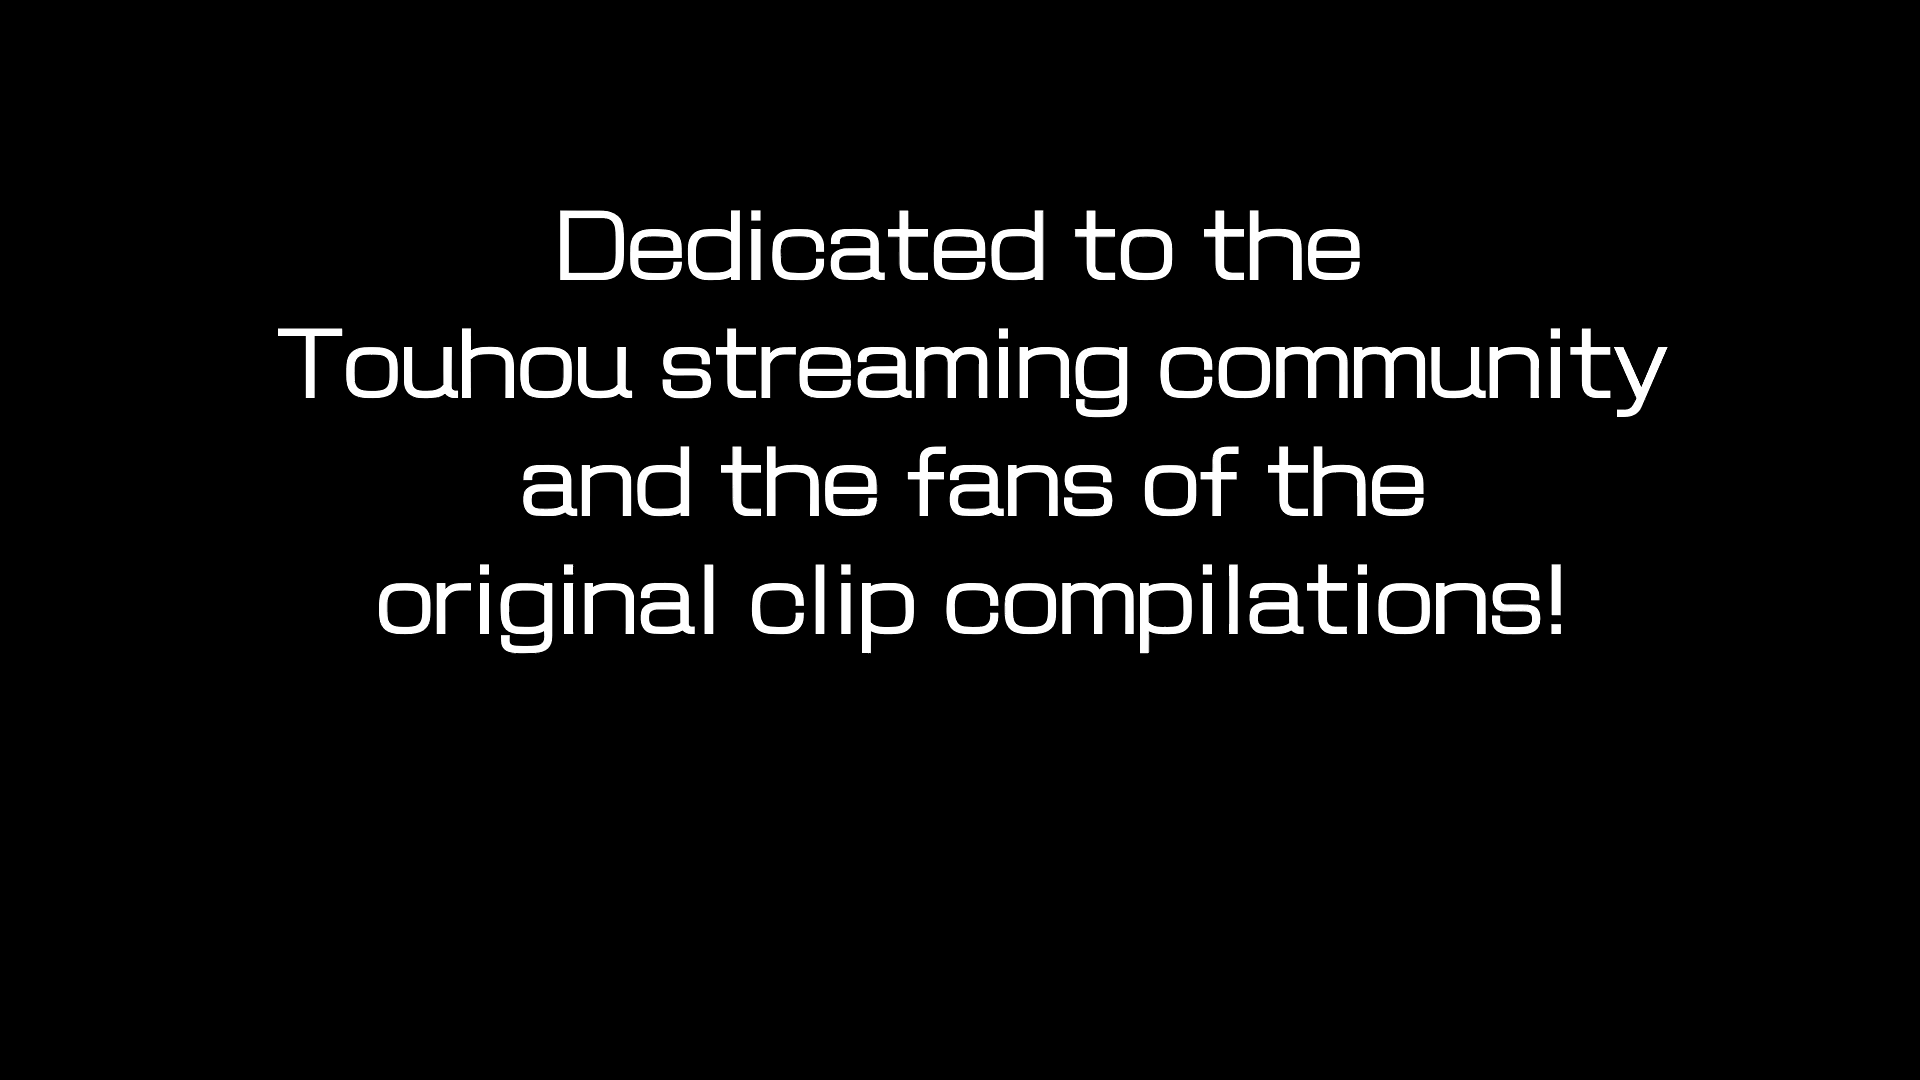 Dedicated to the
Touhou streaming community
and the fans of the
original clip compilations!